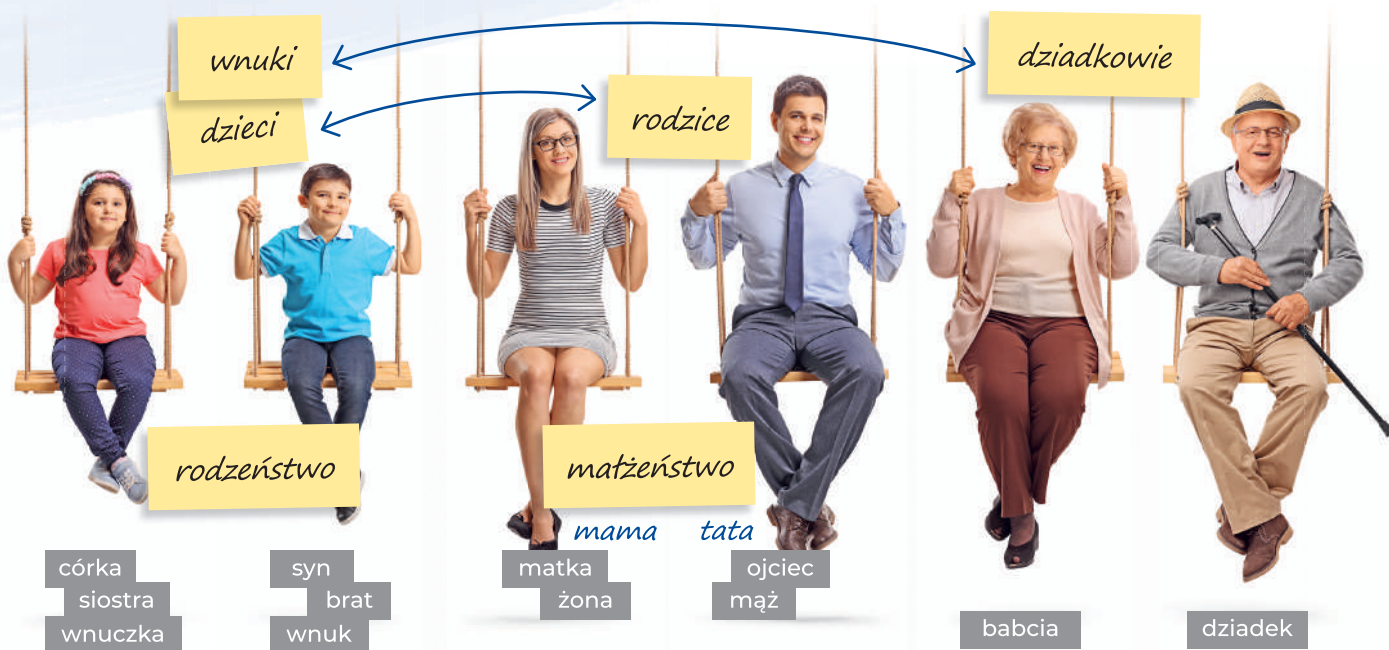 wnuki
dziadkowie
dzieci
rodzice
rodzeństwo
małżeństwo
mama tata
córka
siostra
wnuczka
syn
brat
wnuk
matka
żona
ojciec
mąż
babcia
dziadek